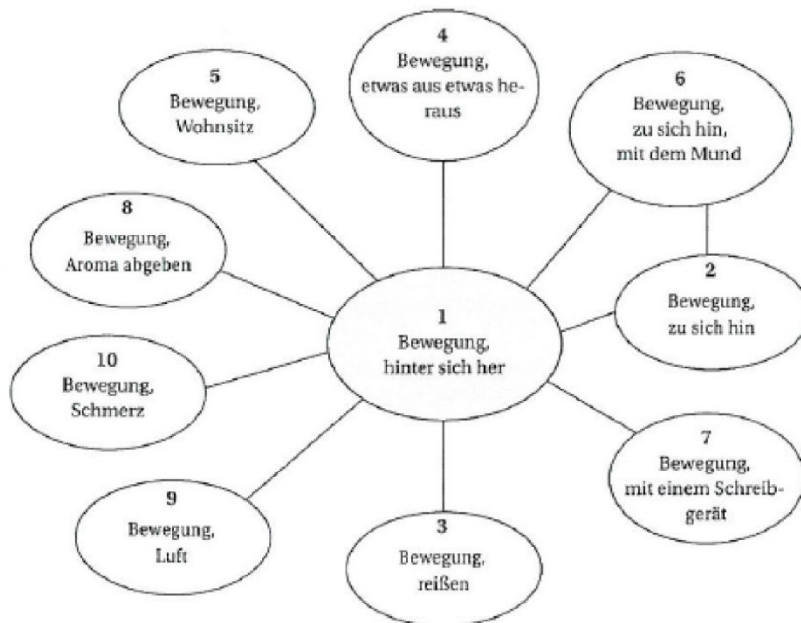 4
Bewegung,
etwas aus etwas he-
raus
5
Bewegung,
Wohnsitz
6
Bewegung,
zu sich hin,
mit dem Mund
8
Bewegung,
Aroma abgeben
2
Bewegung,
zu sich hin
1
Bewegung,
hinter sich her
10
Bewegung,
Schmerz
7
Bewegung,
mit einem Schreib-
gerät
9
Bewegung,
Luft
3
Bewegung,
reißen